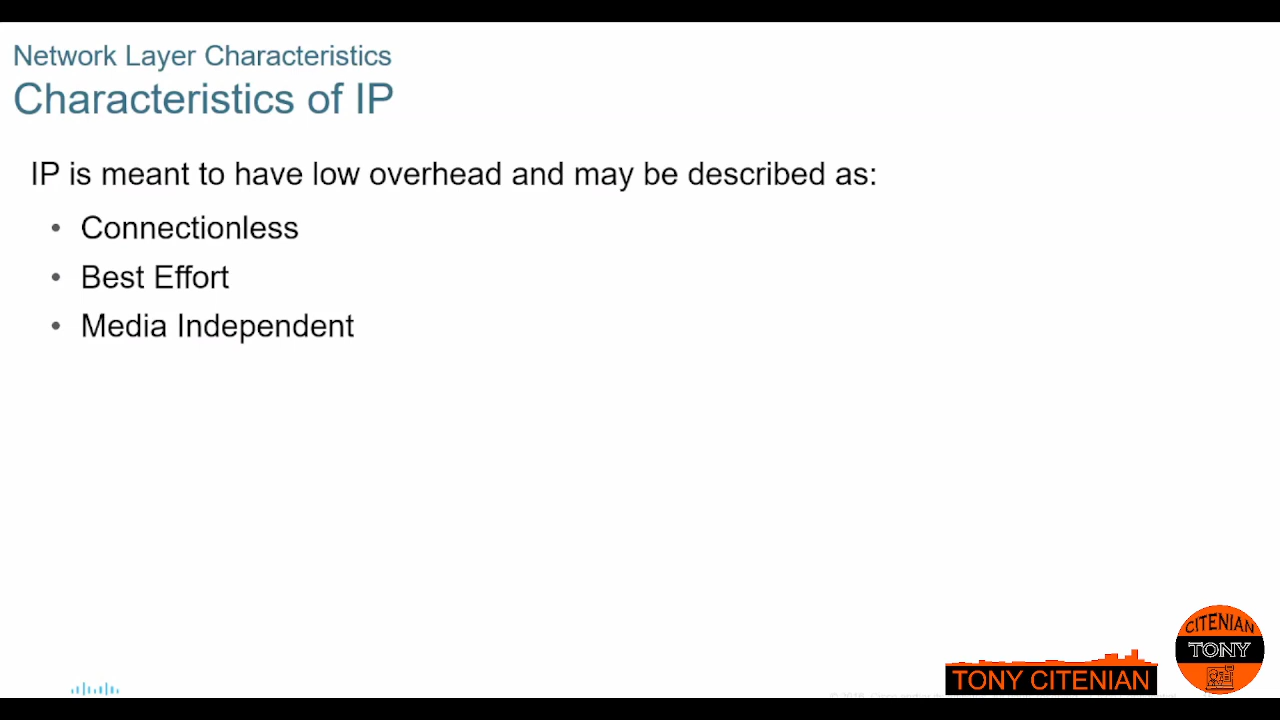 Network Layer Characteristics
Characteristics of IP
IP is meant to have low overhead and may be described as:
• Connectionless
• Best Effort
• Media Independent
CITENIAN
TONY
TONY CITENIAN